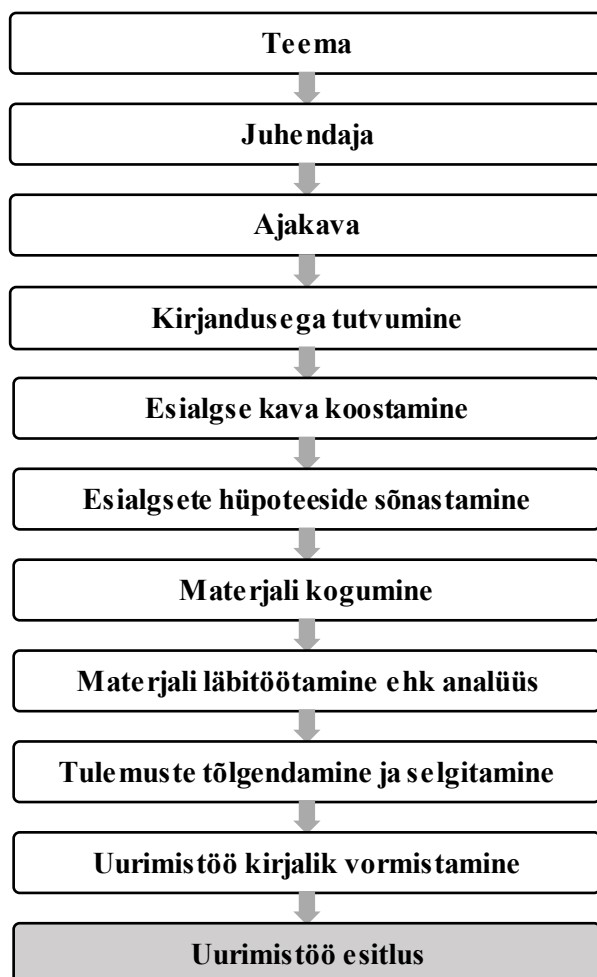 Teema
Juhendaja
Ajakava
Kirjandusega tutvumine
Esialgse kava koostamine
Esialgsete hüpoteeside sõnastamine
Materjali kogumine
Materjali läbitöötamine ehk analüüs
Tulemuste tõlgendamine ja selgitamine
Uurimistöö kirjalik vormistamine
Uurimistöö esitlus